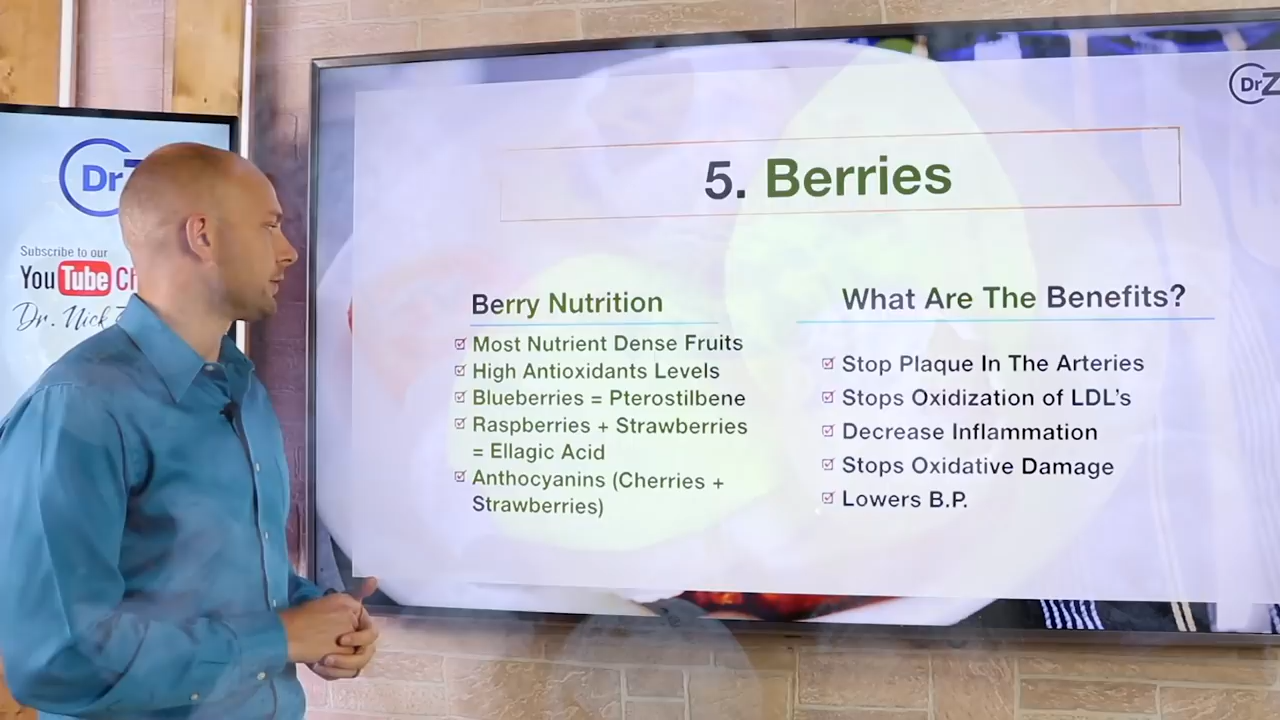 Dr
Subscribe to our
YouTube
Dr. Nick
DrZ
5. Berries
Berry Nutrition
Most Nutrient Dense Fruits
High Antioxidants Levels
Blueberries = Pterostilbene
Raspberries + Strawberries
= Ellagic Acid
Anthocyanins (Cherries +
Strawberries)
What Are The Benefits?
Stop Plaque In The Arteries
Stops Oxidization of LDL's
Decrease Inflammation
Stops Oxidative Damage
Lowers B.P.